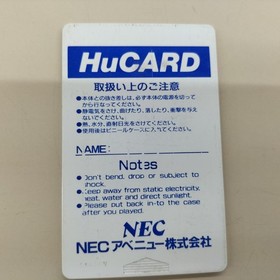 HuCARD
取扱い上のご注意
●本体との抜き差しは、必ず本体の電源を切って
から行なってください。
●静電気をさけ、曲げたり、落したり、衝撃を与え
ないでください。
●熱、水分、直射日光をさけてください。
●使用後はビニールケースに入れてください。
NAME:
Notes
● Don't bend, drop or subject to
shock.
● Keep away from static electricity,
heat, water and direct sunlight.
● Please put back in-to the case
after you played.
NEC
NECアベニュー株式会社